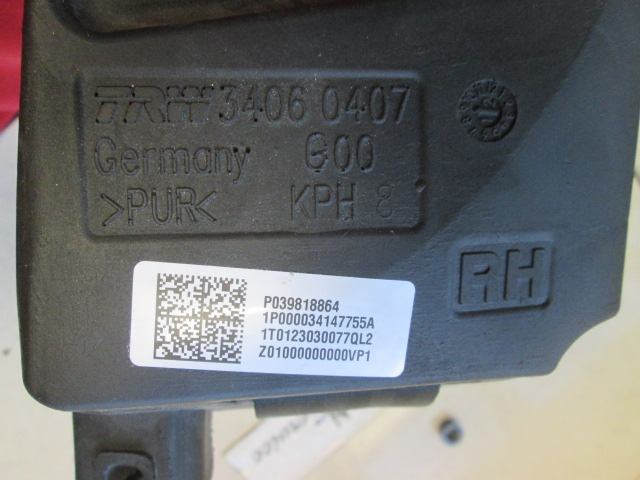 TRW 3406 0407
Germany G00
>PUR< KPH 8
RH
P039818864
1P000034147755A
1T0123030077QL2
Z01000000000VP1